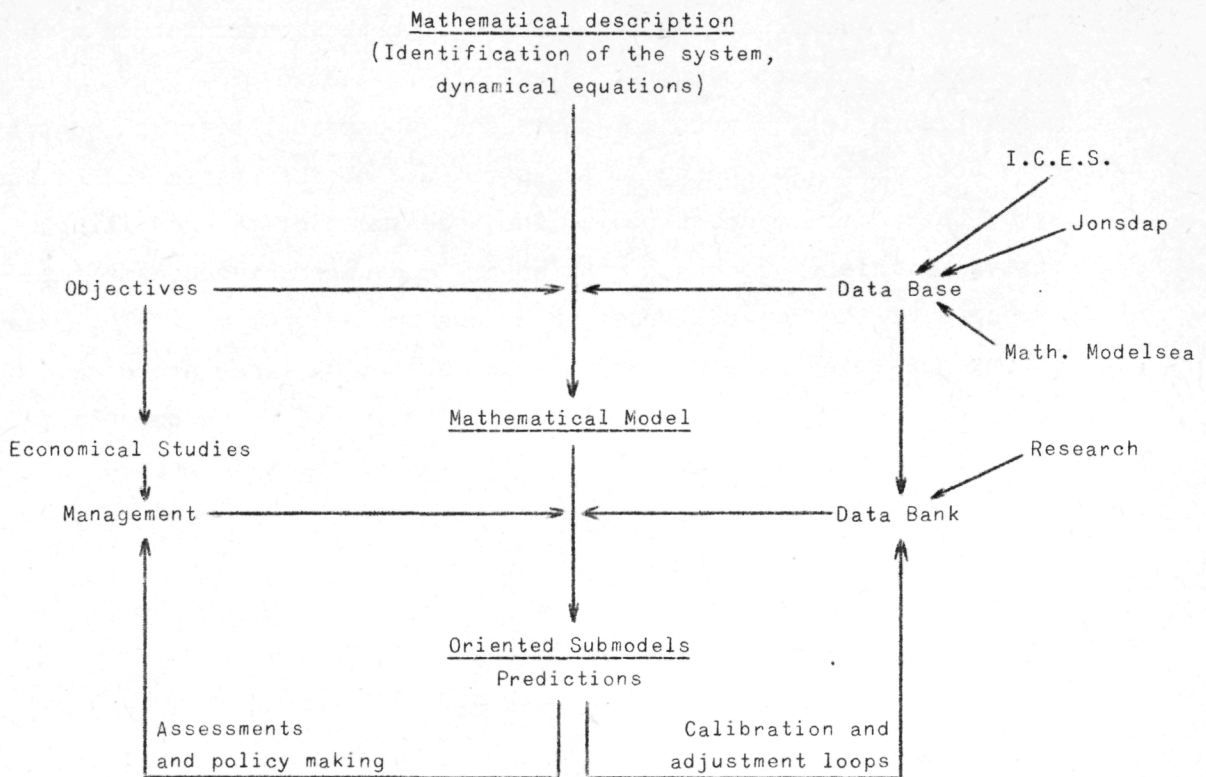 Mathematical description
(Identification of the system,
dynamical equations)
I.C.E.S.
Jonsdap
Objectives
Data Base
Math. Modelsea
Mathematical Model
Economical Studies
Research
Management
Data Bank
Oriented Submodels
Predictions
Assessments
and policy making
Calibration and
adjustment loops